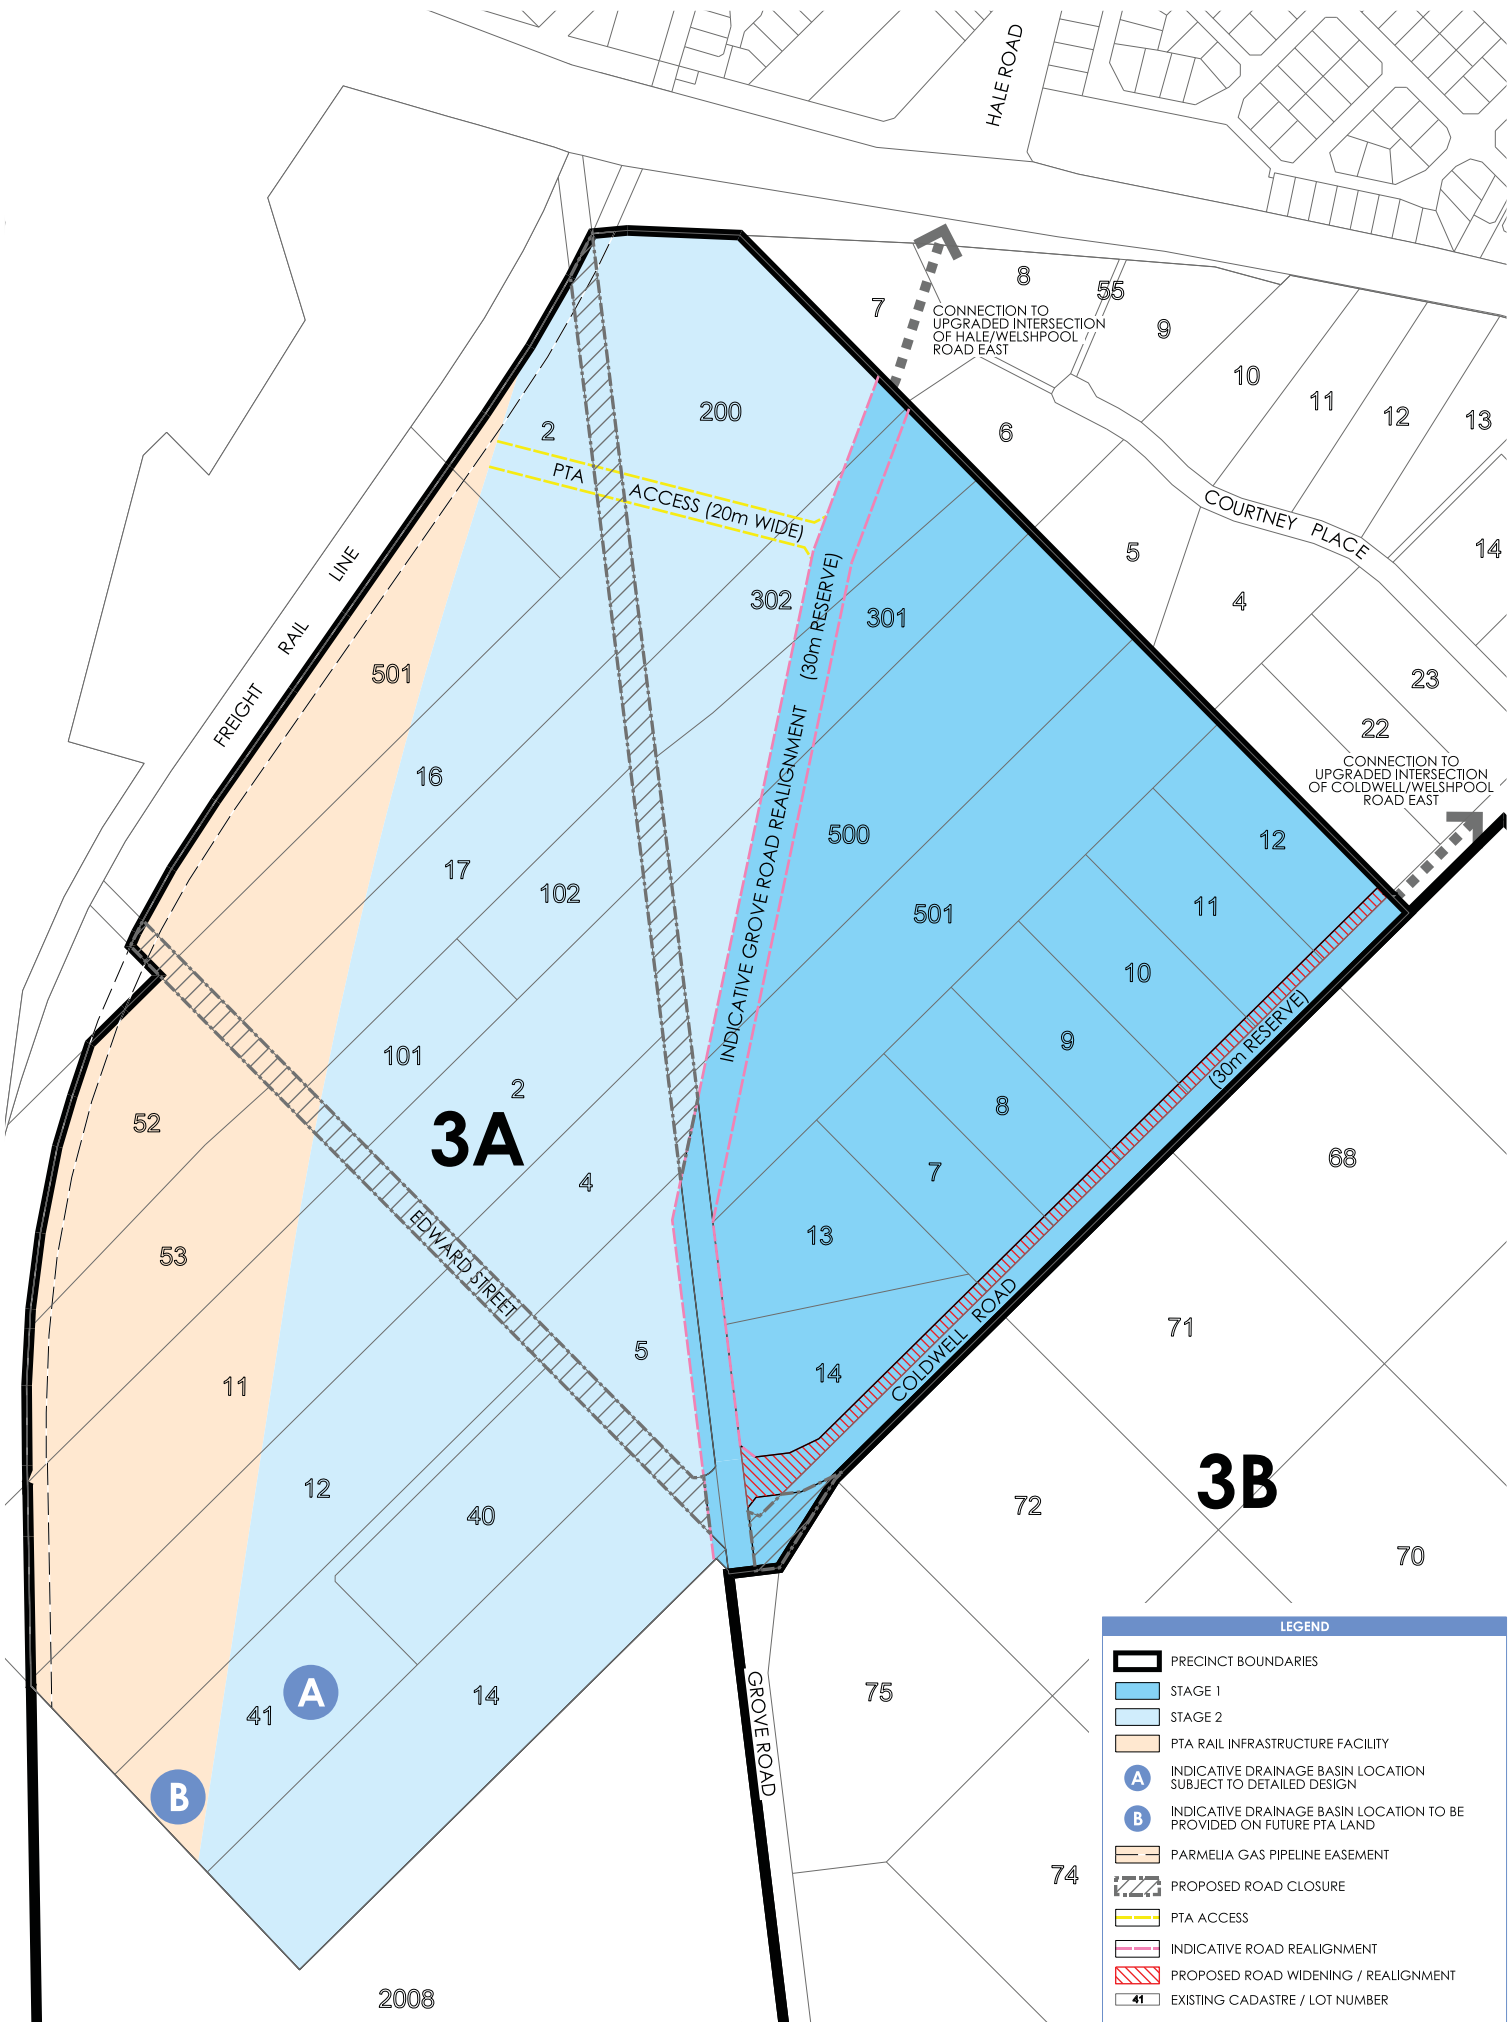 HALE ROAD
7
8
55
9
CONNECTION TO
UPGRADED INTERSECTION
OF HALE/WELSHPOOL
ROAD EAST
10
11
12
13
200
2
6
PTA ACCESS (20m WIDE)
COURTNEY PLACE
5
14
4
302
301
(30m RESERVE)
FREIGHT RAIL LINE
501
23
22
CONNECTION TO
UPGRADED INTERSECTION
OF COLDWELL/WELSHPOOL
ROAD EAST
16
INDICATIVE GROVE ROAD REALIGNMENT
500
12
17
102
501
11
10
(30m RESERVE)
9
101
2
8
52
3A
68
4
7
EDWARD STREET
13
53
COLDWELL ROAD
71
5
14
11
3B
12
40
72
70
A
41
14
GROVE ROAD
75
B
74
2008
LEGEND
PRECINCT BOUNDARIES
STAGE 1
STAGE 2
PTA RAIL INFRASTRUCTURE FACILITY
A
INDICATIVE DRAINAGE BASIN LOCATION
SUBJECT TO DETAILED DESIGN
B
INDICATIVE DRAINAGE BASIN LOCATION TO BE
PROVIDED ON FUTURE PTA LAND
PARMELIA GAS PIPELINE EASEMENT
PROPOSED ROAD CLOSURE
PTA ACCESS
INDICATIVE ROAD REALIGNMENT
PROPOSED ROAD WIDENING / REALIGNMENT
41 EXISTING CADASTRE / LOT NUMBER